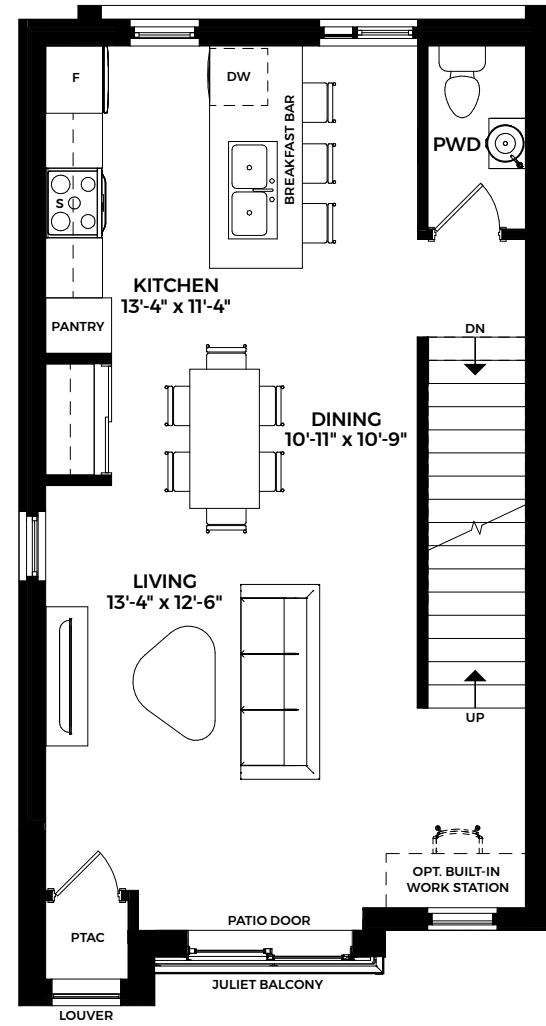 F
DW
BREAKFAST BAR
PWD
S
KITCHEN
13'-4" x 11'-4"
PANTRY
DN
DINING
10'-11" x 10'-9"
LIVING
13'-4" x 12'-6"
UP
OPT. BUILT-IN
WORK STATION
PATIO DOOR
PTAC
JULIET BALCONY
LOUVER